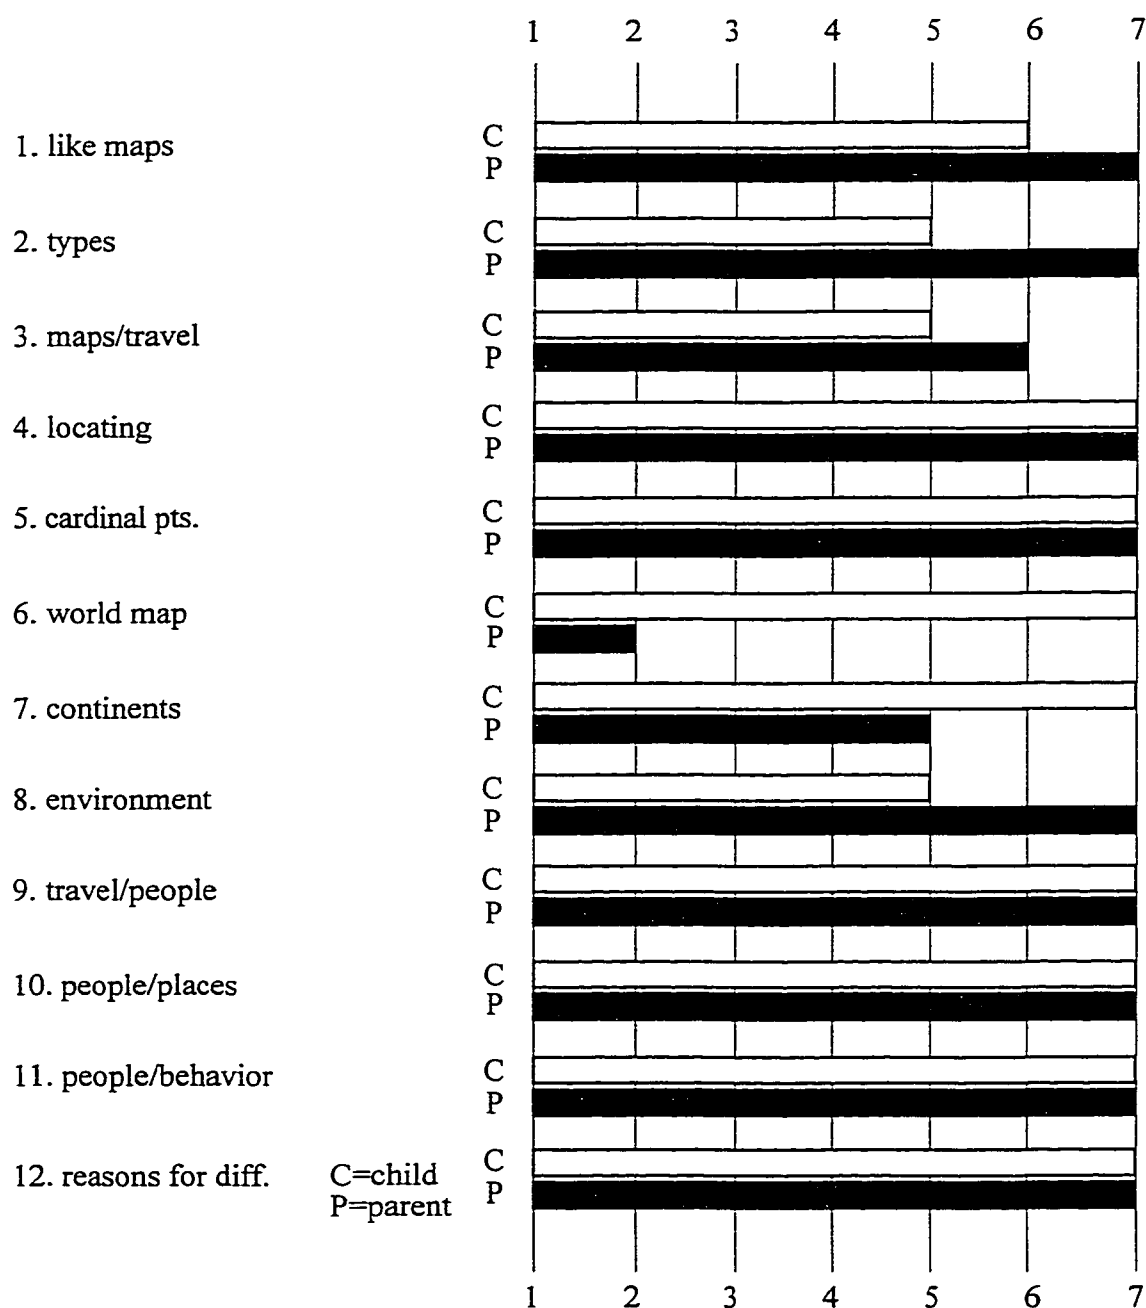 1 2 3 4 5 6 7
1. like maps C
P
2. types C
P
3. maps/travel C
P
4. locating C
P
5. cardinal pts. C
P
6. world map C
P
7. continents C
P
8. environment C
P
9. travel/people C
P
10. people/places C
P
11. people/behavior C
P
12. reasons for diff. C=child C
P=parent P
1 2 3 4 5 6 7